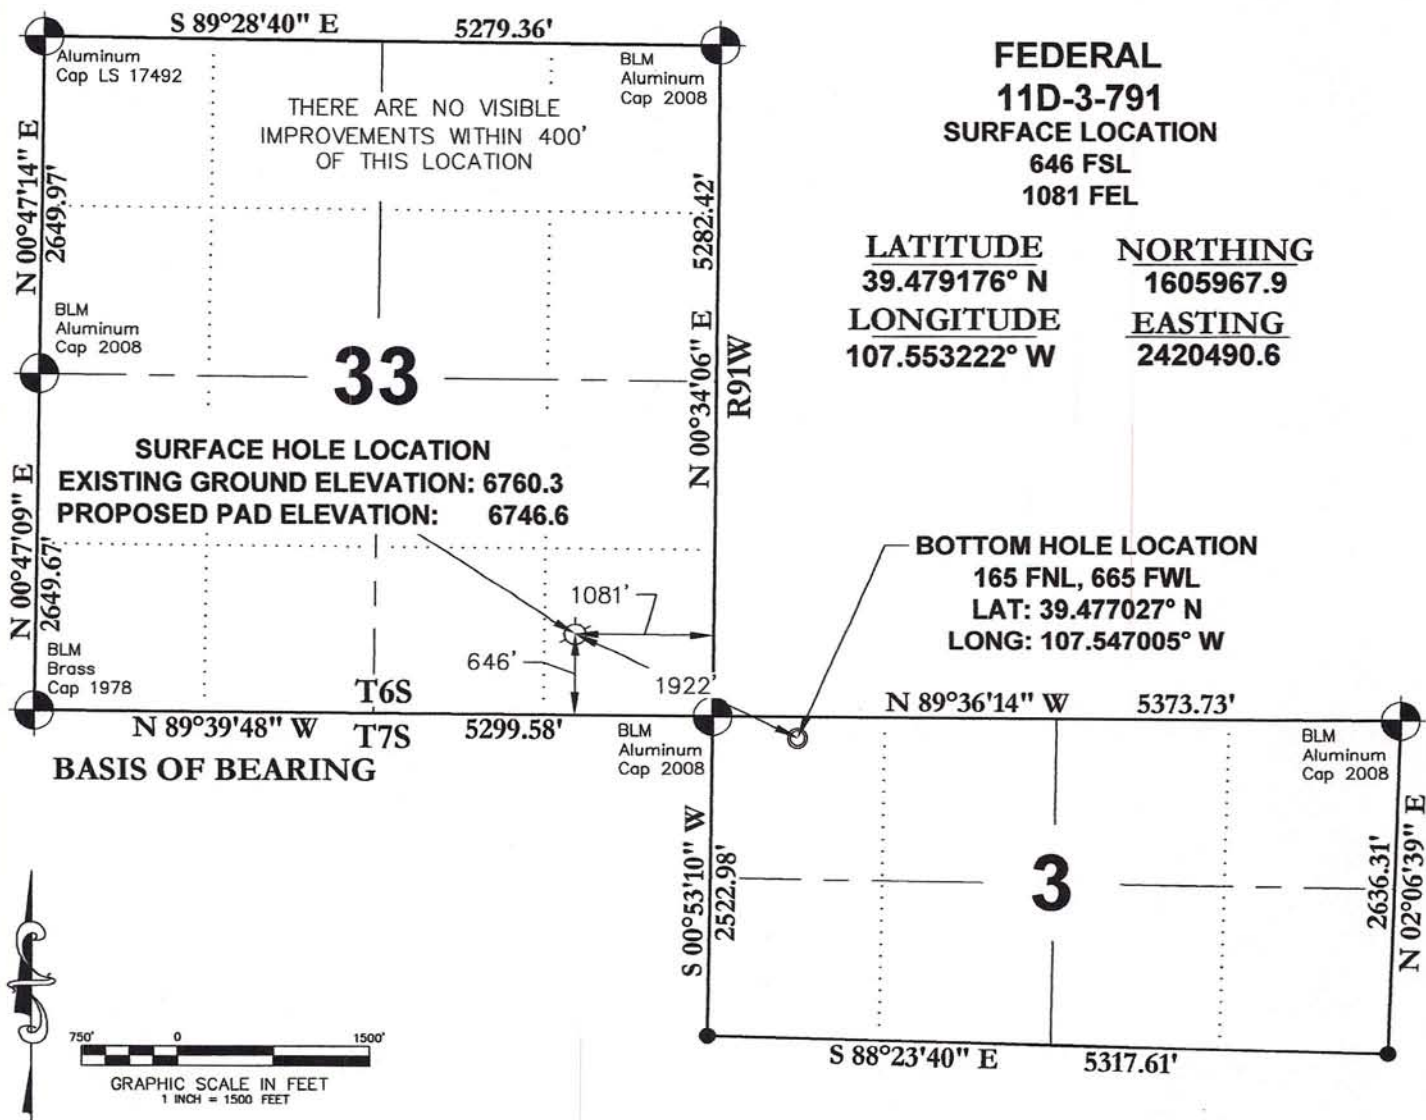 S 89°28'40" E 5279.36'
Aluminum
Cap LS 17492
BLM
Aluminum
Cap 2008
THERE ARE NO VISIBLE
IMPROVEMENTS WITHIN 400'
OF THIS LOCATION
N 00°47'14" E
2649.97'
BLM
Aluminum
Cap 2008
33
5282.42'
N 00°34'06" E
R91W
SURFACE HOLE LOCATION
EXISTING GROUND ELEVATION: 6760.3
PROPOSED PAD ELEVATION: 6746.6
N 00°47'09" E
2649.67'
1081'
646'
1922'
BLM
Brass
Cap 1978
T6S
N 89°39'48" W T7S 5299.58'
BASIS OF BEARING
BLM
Aluminum
Cap 2008
FEDERAL
11D-3-791
SURFACE LOCATION
646 FSL
1081 FEL
LATITUDE NORTHING
39.479176° N 1605967.9
LONGITUDE EASTING
107.553222° W 2420490.6
BOTTOM HOLE LOCATION
165 FNL, 665 FWL
LAT: 39.477027° N
LONG: 107.547005° W
N 89°36'14" W 5373.73'
BLM
Aluminum
Cap 2008
S 00°53'10" W
2522.98'
3
2636.31'
N 02°06'39" E
S 88°23'40" E 5317.61'
750' 0 1500'
GRAPHIC SCALE IN FEET
1 INCH = 1500 FEET